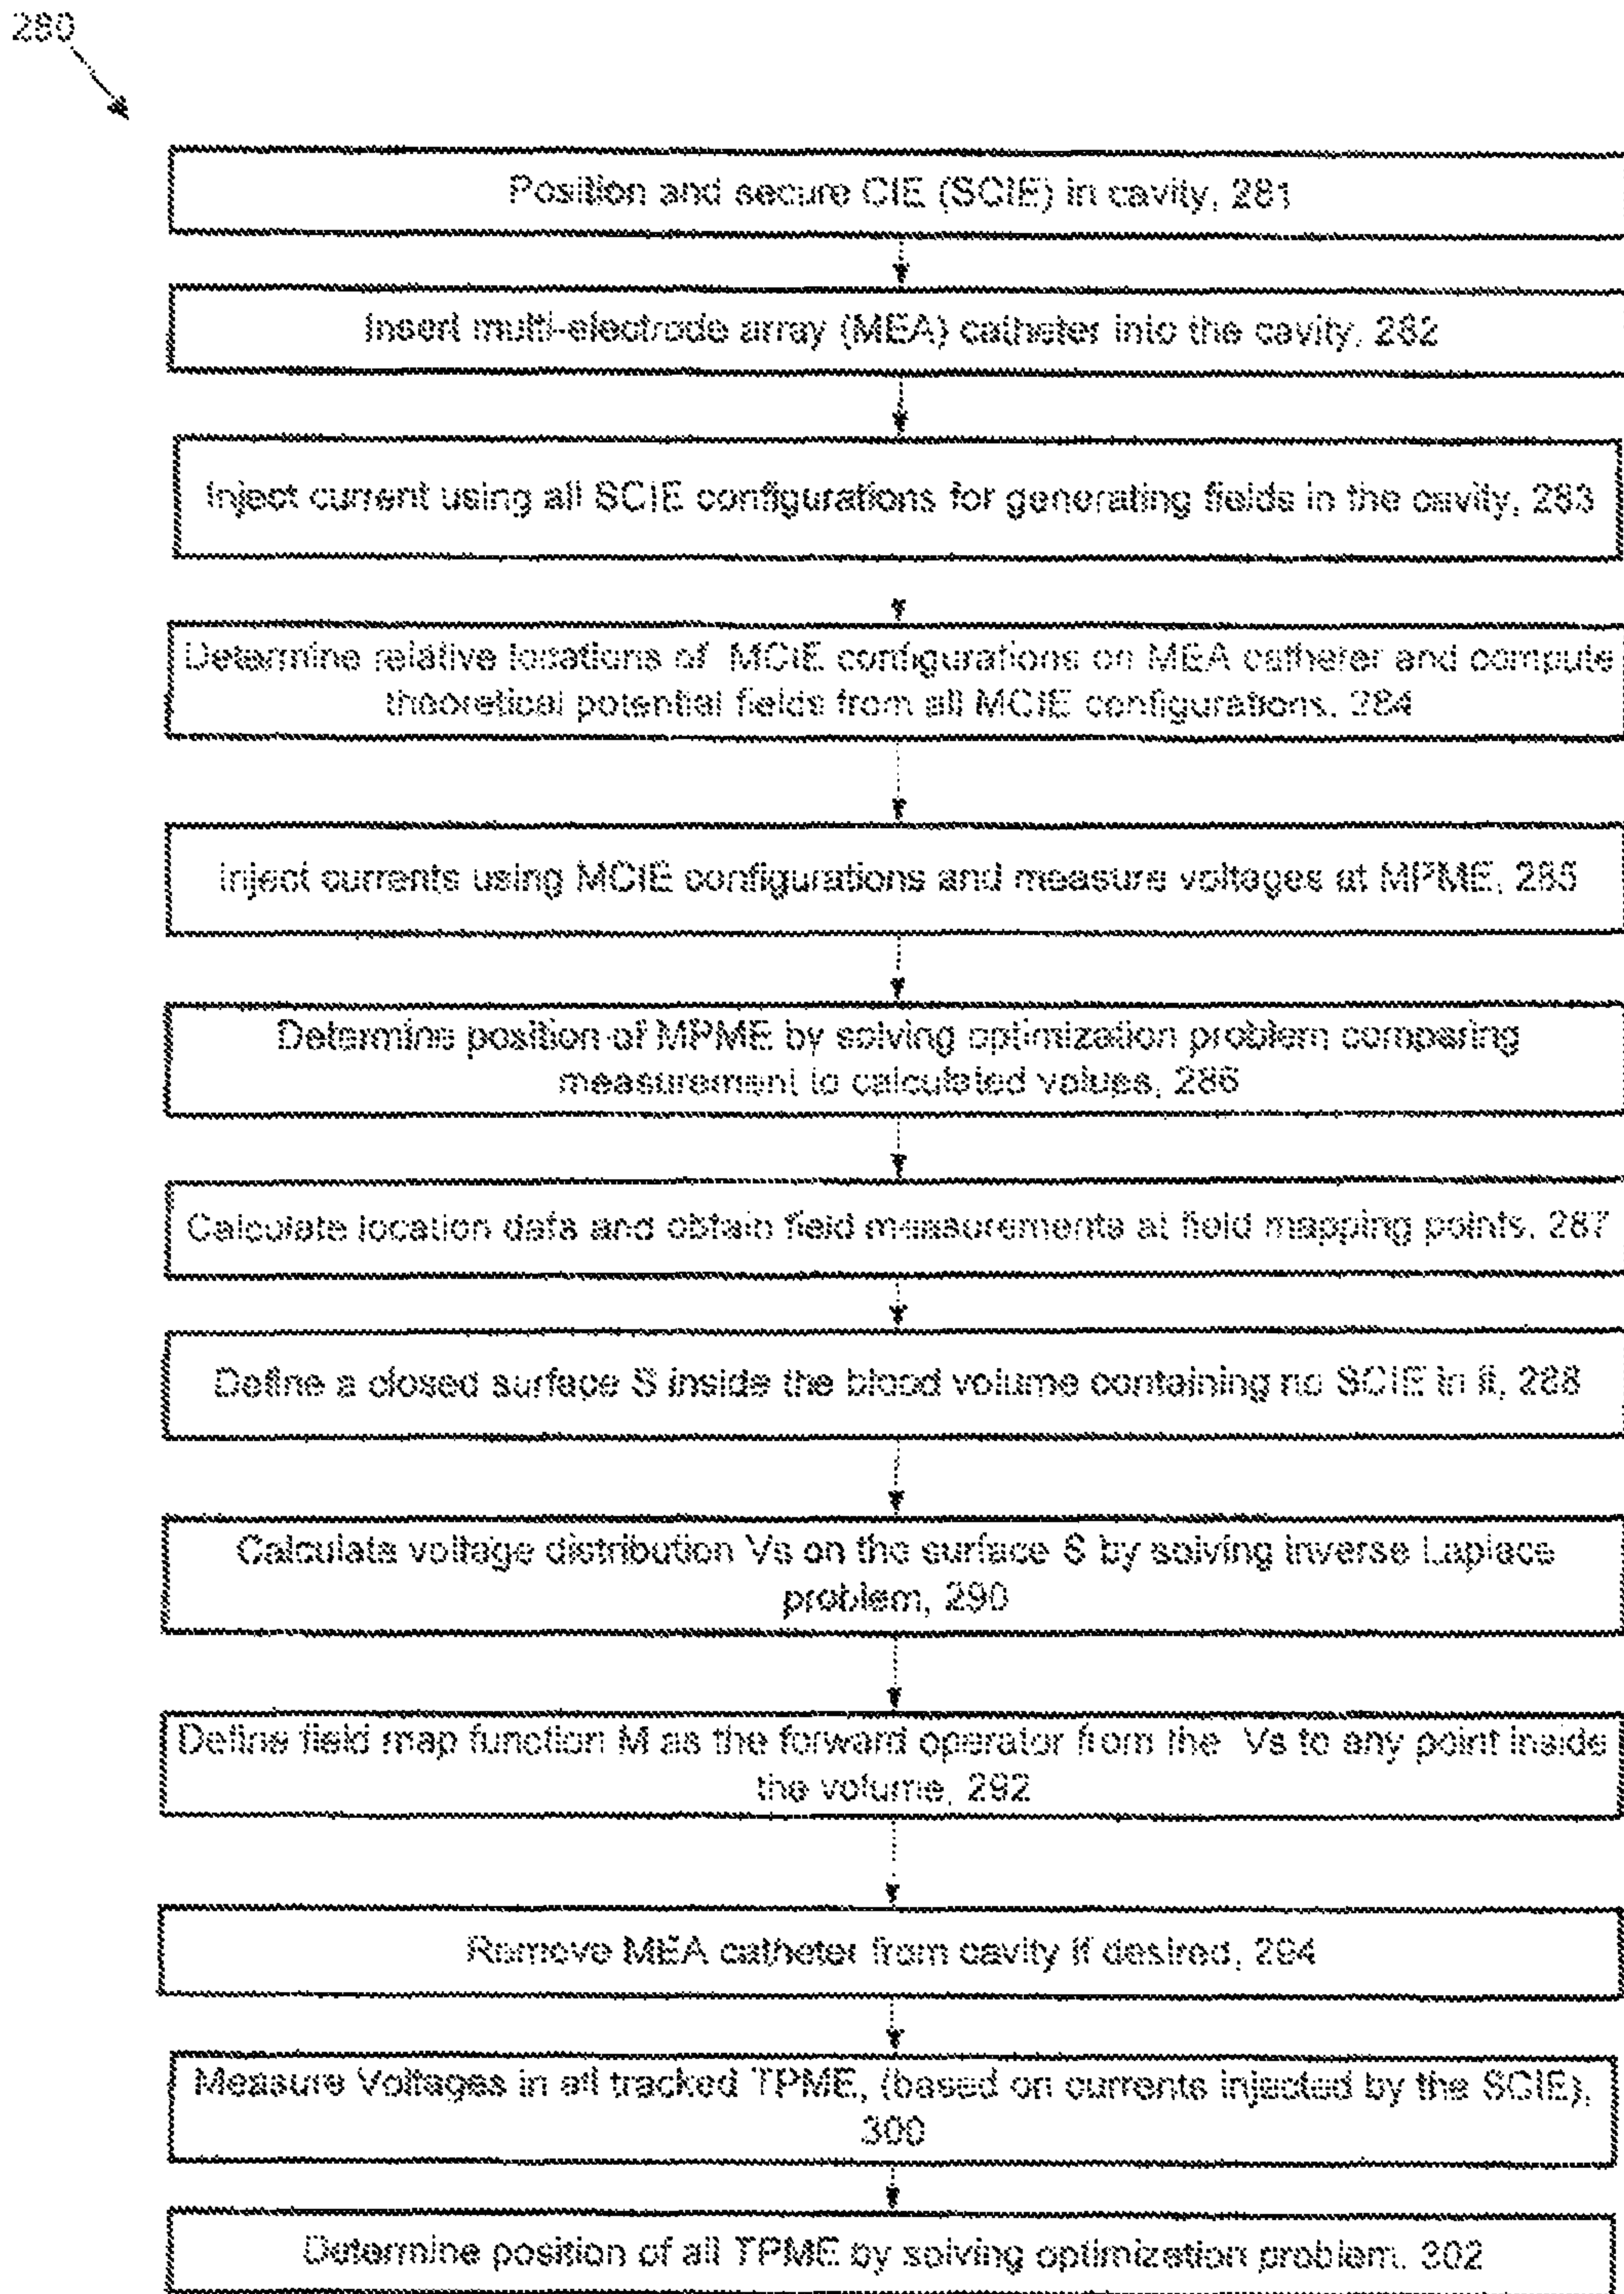 280
Position and secure CIE (SCIE) in cavity, 281
Insert multi-electrode array (MEA) catheter into the cavity, 282
Inject current using all SCIE configurations for generating fields in the cavity, 283
Determine relative locations of MCIE configurations on MEA catheter and compute
theoretical potential fields from all MCIE configurations, 284
Inject currents using MCIE configurations and measure voltages at MPME, 285
Determine position of MPME by solving optimization problem comparing
measurement to calculated values, 286
Calculate location data and obtain field measurements at field mapping points, 287
Define a closed surface S inside the blood volume containing no SCIE in it, 288
Calculate voltage distribution Vs on the surface S by solving inverse Laplace
problem, 290
Define field map function M as the forward operator from the Vs to any point inside
the volume, 292
Remove MEA catheter from cavity if desired, 294
Measure Voltages in all tracked TPME, (based on currents injected by the SCIE),
300
Determine position of all TPME by solving optimization problem, 302